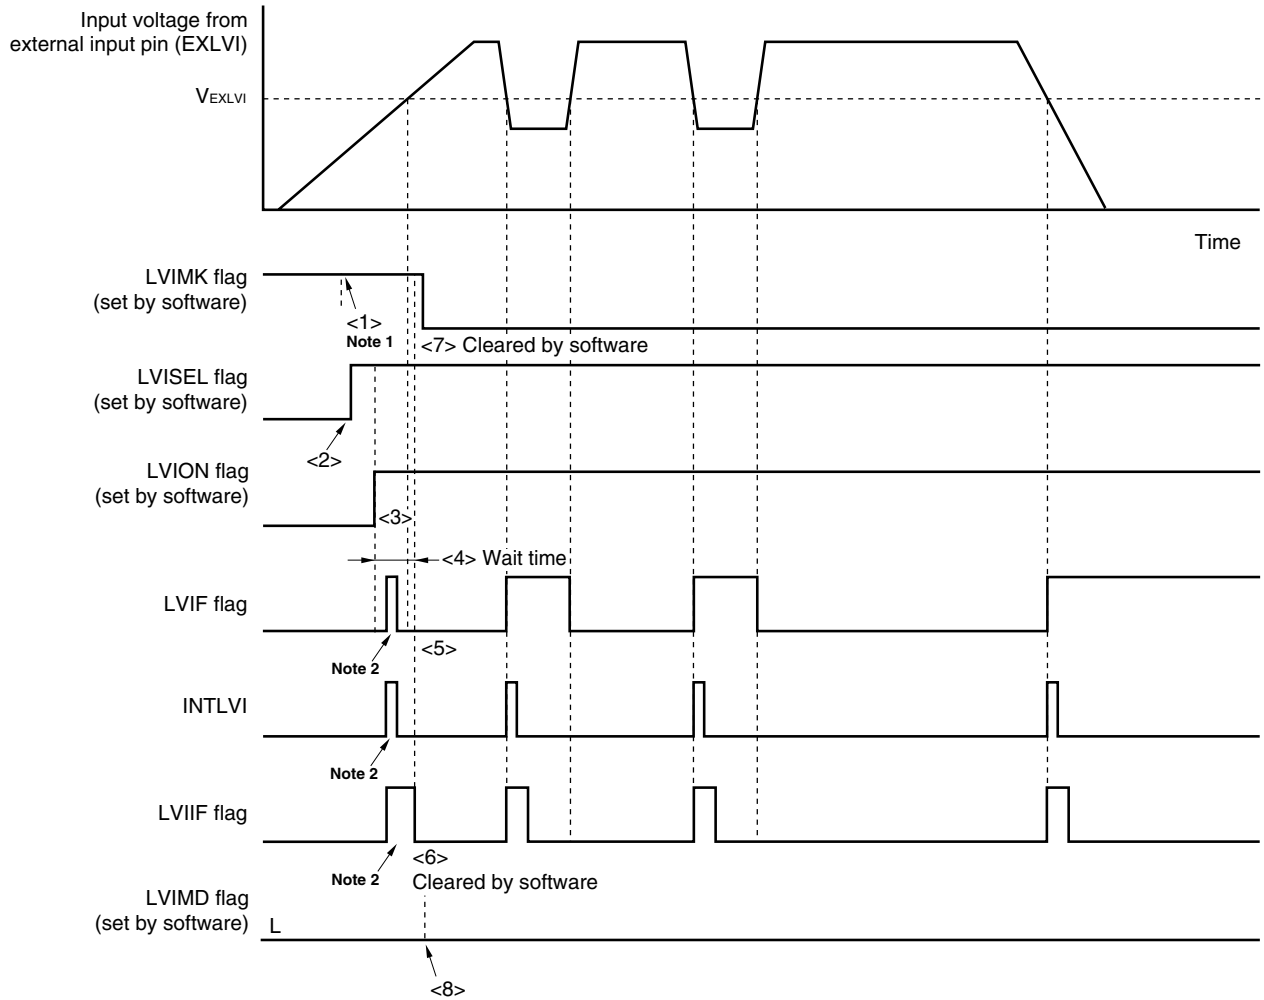 Input voltage from
external input pin (EXLVI)
VEXLVI
Time
LVIMK flag
(set by software)
<1>
Note 1
<7> Cleared by software
LVISEL flag
(set by software)
<2>
LVION flag
(set by software)
<3>
<4> Wait time
LVIF flag
Note 2
<5>
INTLVI
Note 2
LVIIF flag
Note 2
<6>
Cleared by software
LVIMD flag
(set by software)
L
<8>